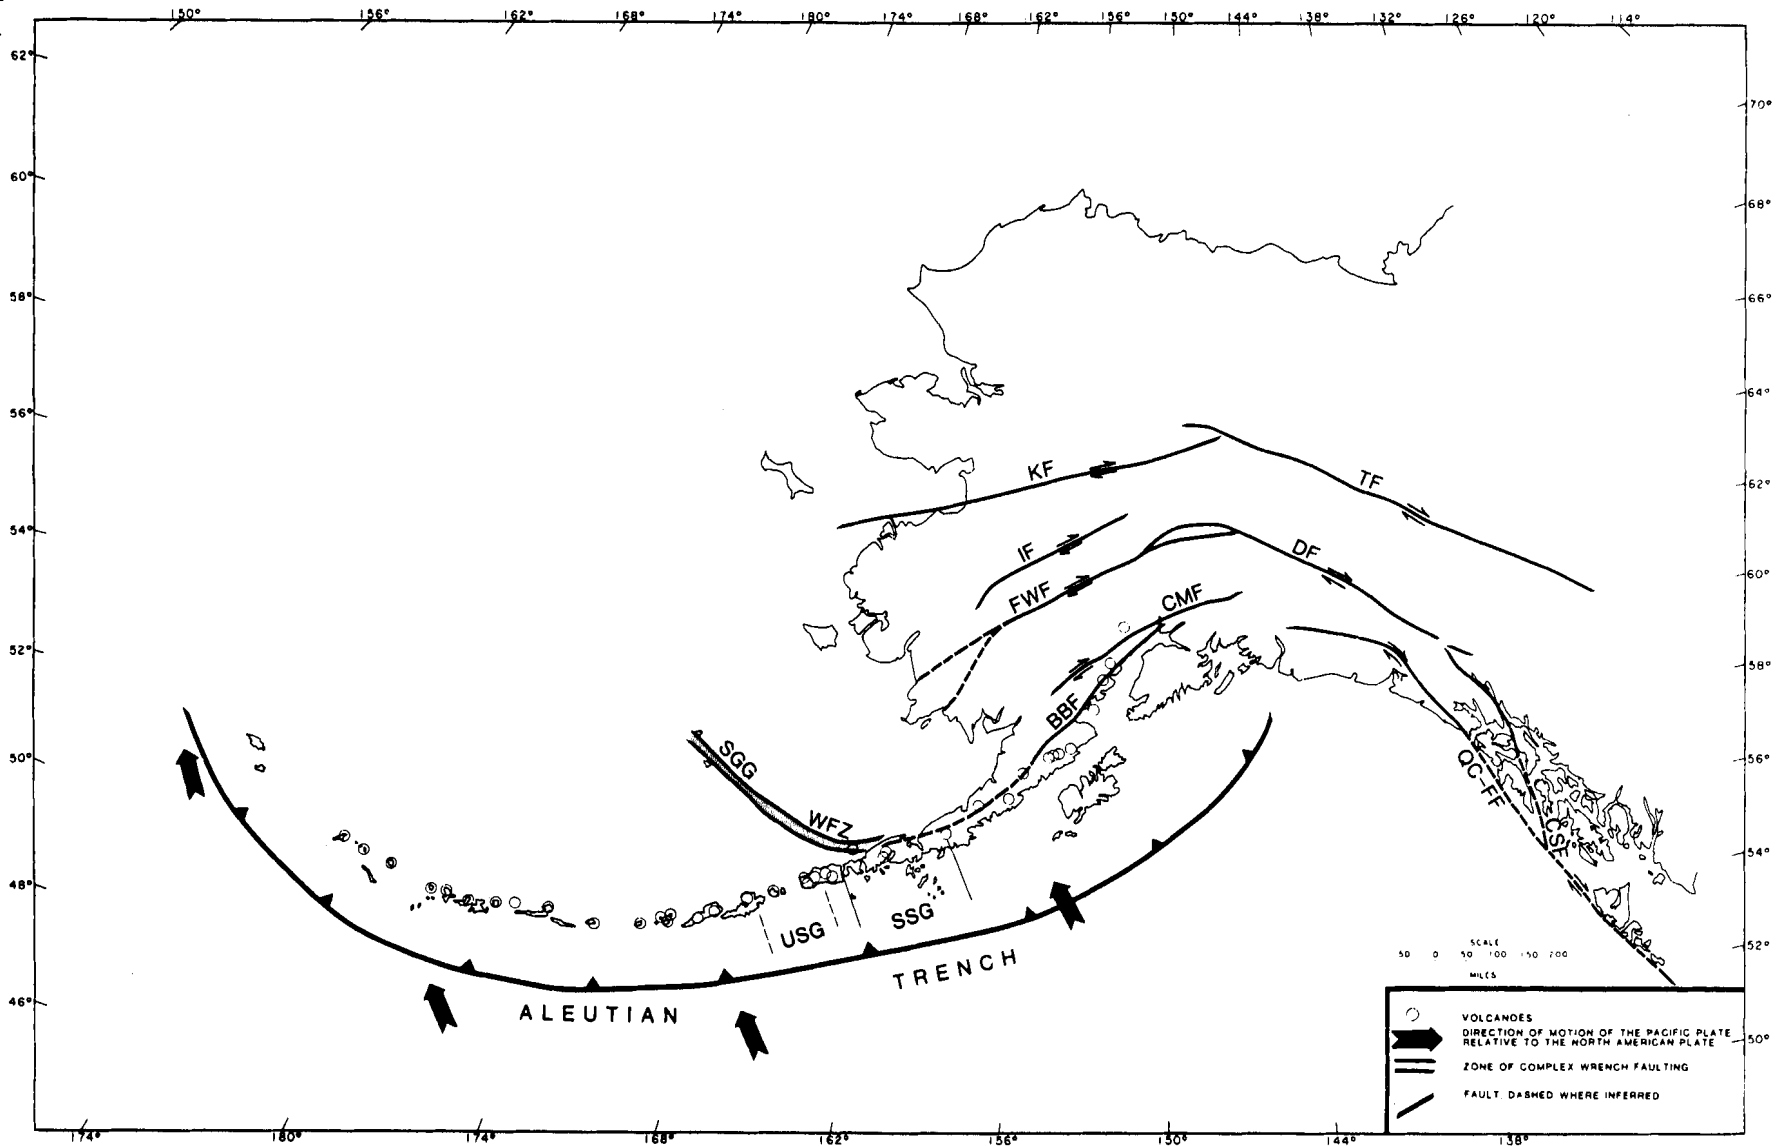 150° 156° 162° 168° 174° 180° 174° 168° 162° 156° 150° 144° 138° 132° 126° 120° 114°
62°
70°
60°
68°
58°
66°
64°
56°
KF
TF
62°
54°
IF
DF
60°
FWF
CMF
52°
58°
BBF
50°
SGG
QC-FF
56°
WFZ
CSF
54°
48°
USG
SSG
52°
TRENCH
46°
ALEUTIAN
SCALE
50 0 50 100 150 200
MILES
VOLCANOES
DIRECTION OF MOTION OF THE PACIFIC PLATE
RELATIVE TO THE NORTH AMERICAN PLATE
50°
ZONE OF COMPLEX WRENCH FAULTING
FAULT, DASHED WHERE INFERRED
174° 180° 174° 168° 162° 156° 150° 144° 138°